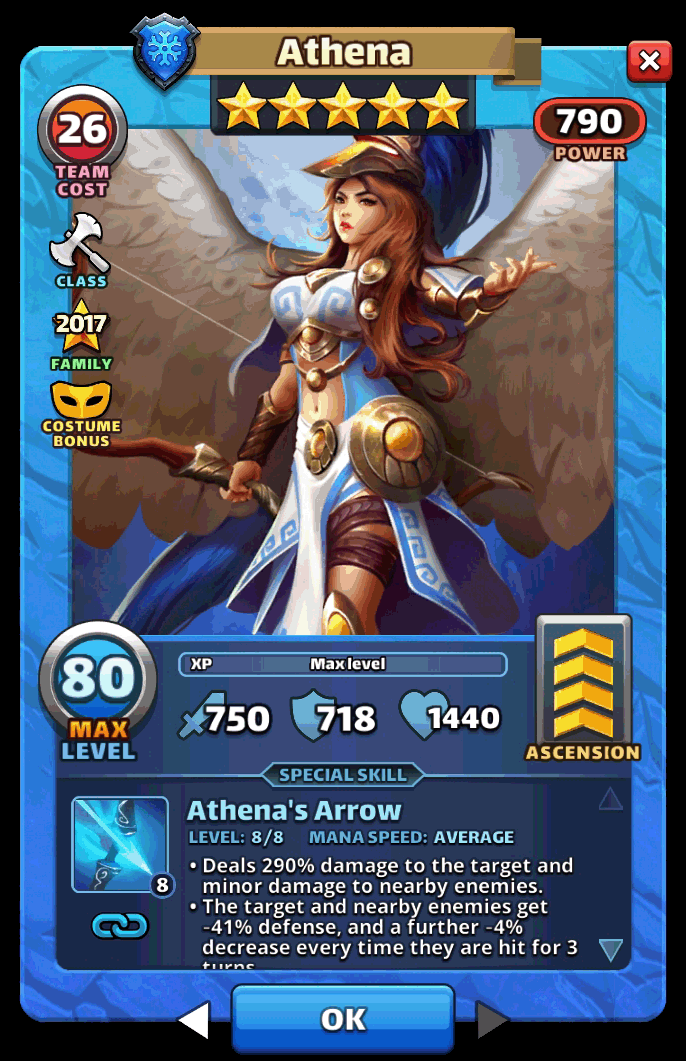 Athena
26
TEAM
COST
790
POWER
CLASS
2017
FAMILY
COSTUME
BONUS
80
MAX
LEVEL
XP Max level
750 718 1440
ASCENSION
SPECIAL SKILL
Athena's Arrow
LEVEL: 8/8 MANA SPEED: AVERAGE
8
• Deals 290% damage to the target and
minor damage to nearby enemies.
• The target and nearby enemies get
-41% defense, and a further -4%
decrease every time they are hit for 3
turns.
OK